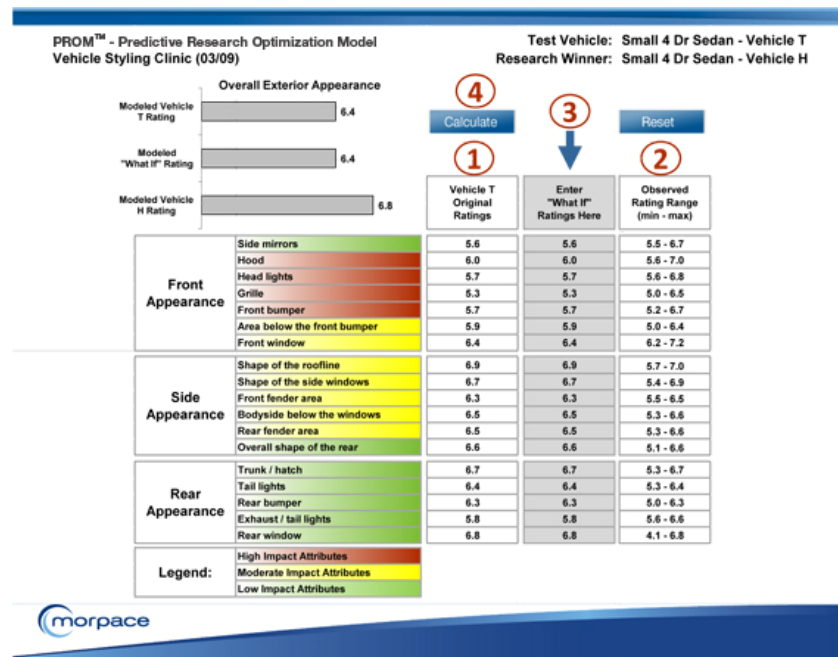 PROM™ - Predictive Research Optimization Model
Vehicle Styling Clinic (03/09)
Test Vehicle: Small 4 Dr Sedan - Vehicle T
Research Winner: Small 4 Dr Sedan - Vehicle H
Overall Exterior Appearance
Modeled Vehicle
T Rating
6.4
Modeled
"What If" Rating
6.4
Modeled Vehicle
H Rating
6.8
4
Calculate
3
Reset
1
2
Vehicle T
Original
Ratings
Enter
"What If"
Ratings Here
Observed
Rating Range
(min - max)
Front
Appearance
Side mirrors 5.6 5.6 5.5 - 6.7
Hood 6.0 6.0 5.6 - 7.0
Head lights 5.7 5.7 5.6 - 6.8
Grille 5.3 5.3 5.0 - 6.5
Front bumper 5.7 5.7 5.2 - 6.7
Area below the front bumper 5.9 5.9 5.0 - 6.4
Front window 6.4 6.4 6.2 - 7.2
Side
Appearance
Shape of the roofline 6.9 6.9 5.7 - 7.0
Shape of the side windows 6.7 6.7 5.4 - 6.9
Front fender area 6.3 6.3 5.5 - 6.5
Bodyside below the windows 6.5 6.5 5.3 - 6.6
Rear fender area 6.5 6.5 5.3 - 6.6
Overall shape of the rear 6.6 6.6 5.1 - 6.6
Rear
Appearance
Trunk / hatch 6.7 6.7 5.3 - 6.7
Tail lights 6.4 6.4 5.3 - 6.4
Rear bumper 6.3 6.3 5.0 - 6.3
Exhaust / tail lights 5.8 5.8 5.6 - 6.6
Rear window 6.8 6.8 4.1 - 6.8
Legend:
High Impact Attributes
Moderate Impact Attributes
Low Impact Attributes
morpace